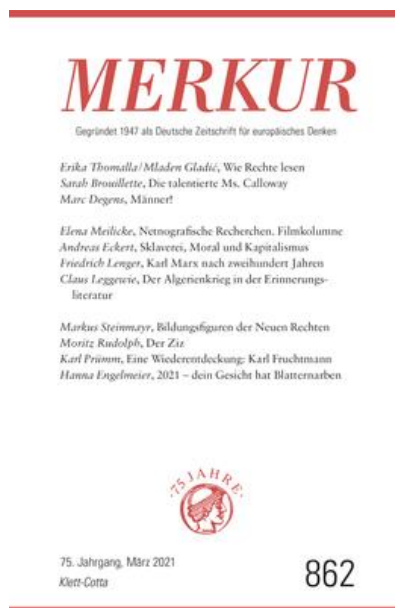 MERKUR
Gegründet 1947 als Deutsche Zeitschrift für europäisches Denken
Erika Thomalla/Mladen Gladić, Wie Rechte lesen
Sarah Brouillette, Die talentierte Ms. Calloway
Marc Degens, Männer!
Elena Meilicke, Netnografische Recherchen. Filmkolumne
Andreas Eckert, Sklaverei, Moral und Kapitalismus
Friedrich Lenger, Karl Marx nach zweihundert Jahren
Claus Leggewie, Der Algerienkrieg in der Erinnerungs-
literatur
Markus Steinmayr, Bildungsfiguren der Neuen Rechten
Moritz Rudolph, Der Ziz
Karl Prümm, Eine Wiederentdeckung: Karl Fruchtmann
Hanna Engelmeier, 2021 – dein Gesicht hat Blatternarben
·75 JAHRE·
75. Jahrgang, März 2021
Klett-Cotta
862